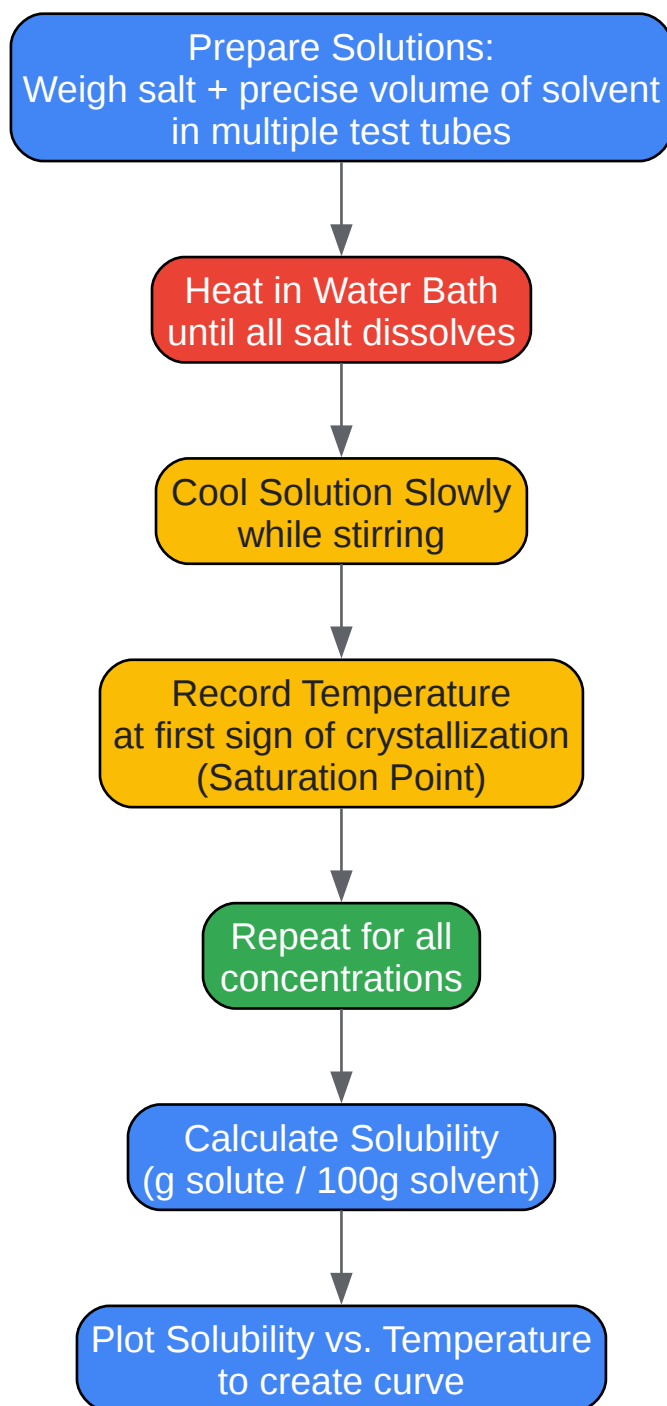 Prepare Solutions:
Weigh salt + precise volume of solvent
in multiple test tubes
Heat in Water Bath
until all salt dissolves
Cool Solution Slowly
while stirring
Record Temperature
at first sign of crystallization
(Saturation Point)
Repeat for all
concentrations
Calculate Solubility
(g solute / 100g solvent)
Plot Solubility vs. Temperature
to create curve